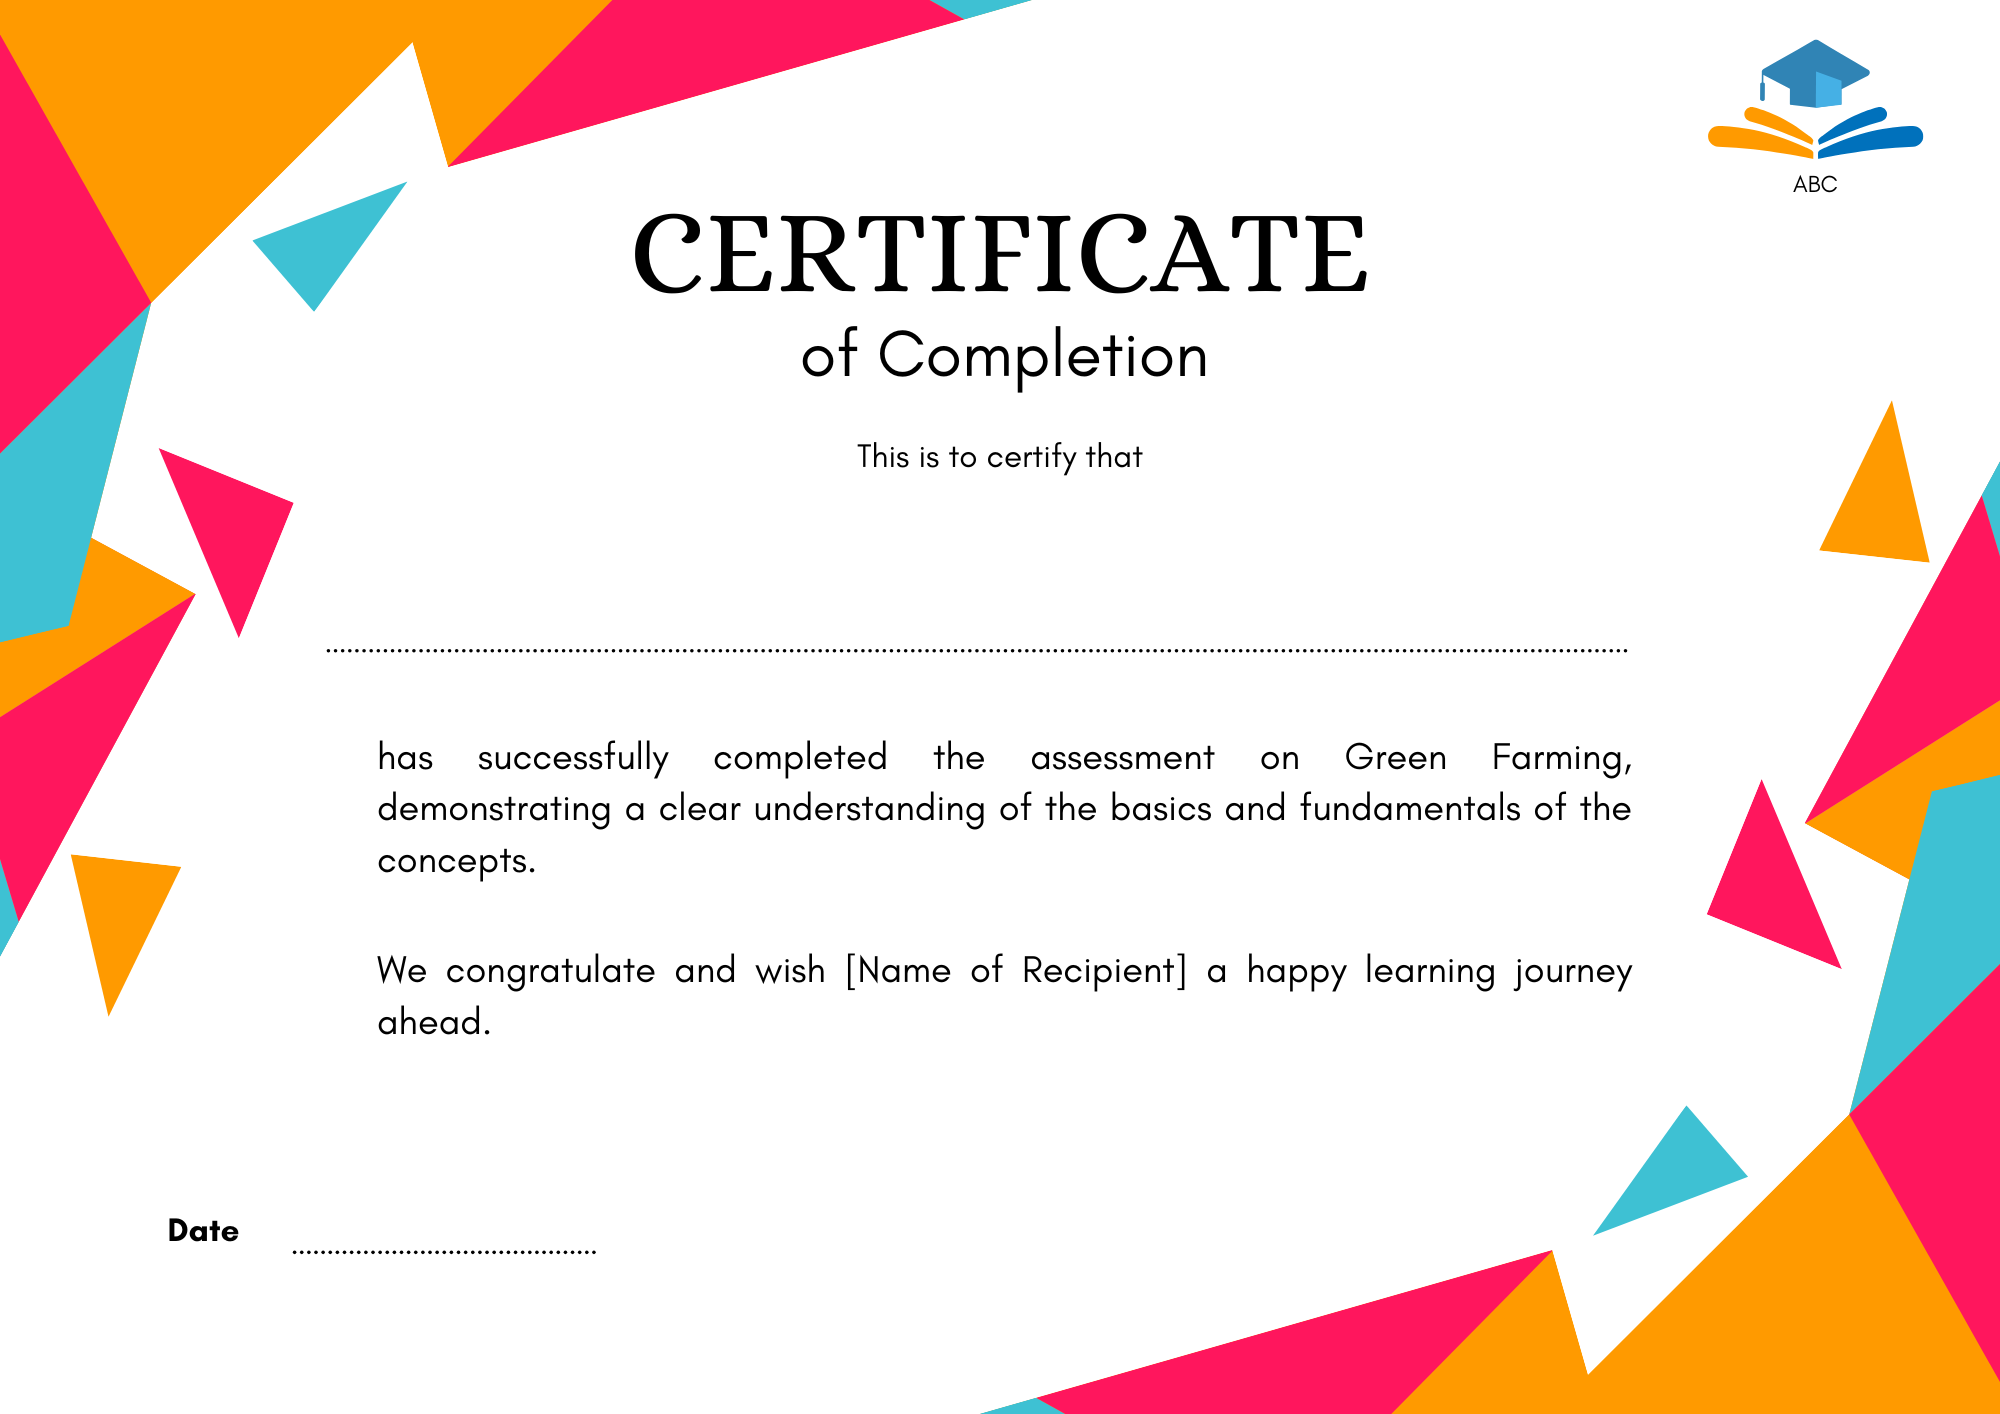 ABC
CERTIFICATE
of Completion
This is to certify that
has successfully completed the assessment on Green Farming,
demonstrating a clear understanding of the basics and fundamentals of the
concepts.
We congratulate and wish [Name of Recipient] a happy learning journey
ahead.
Date